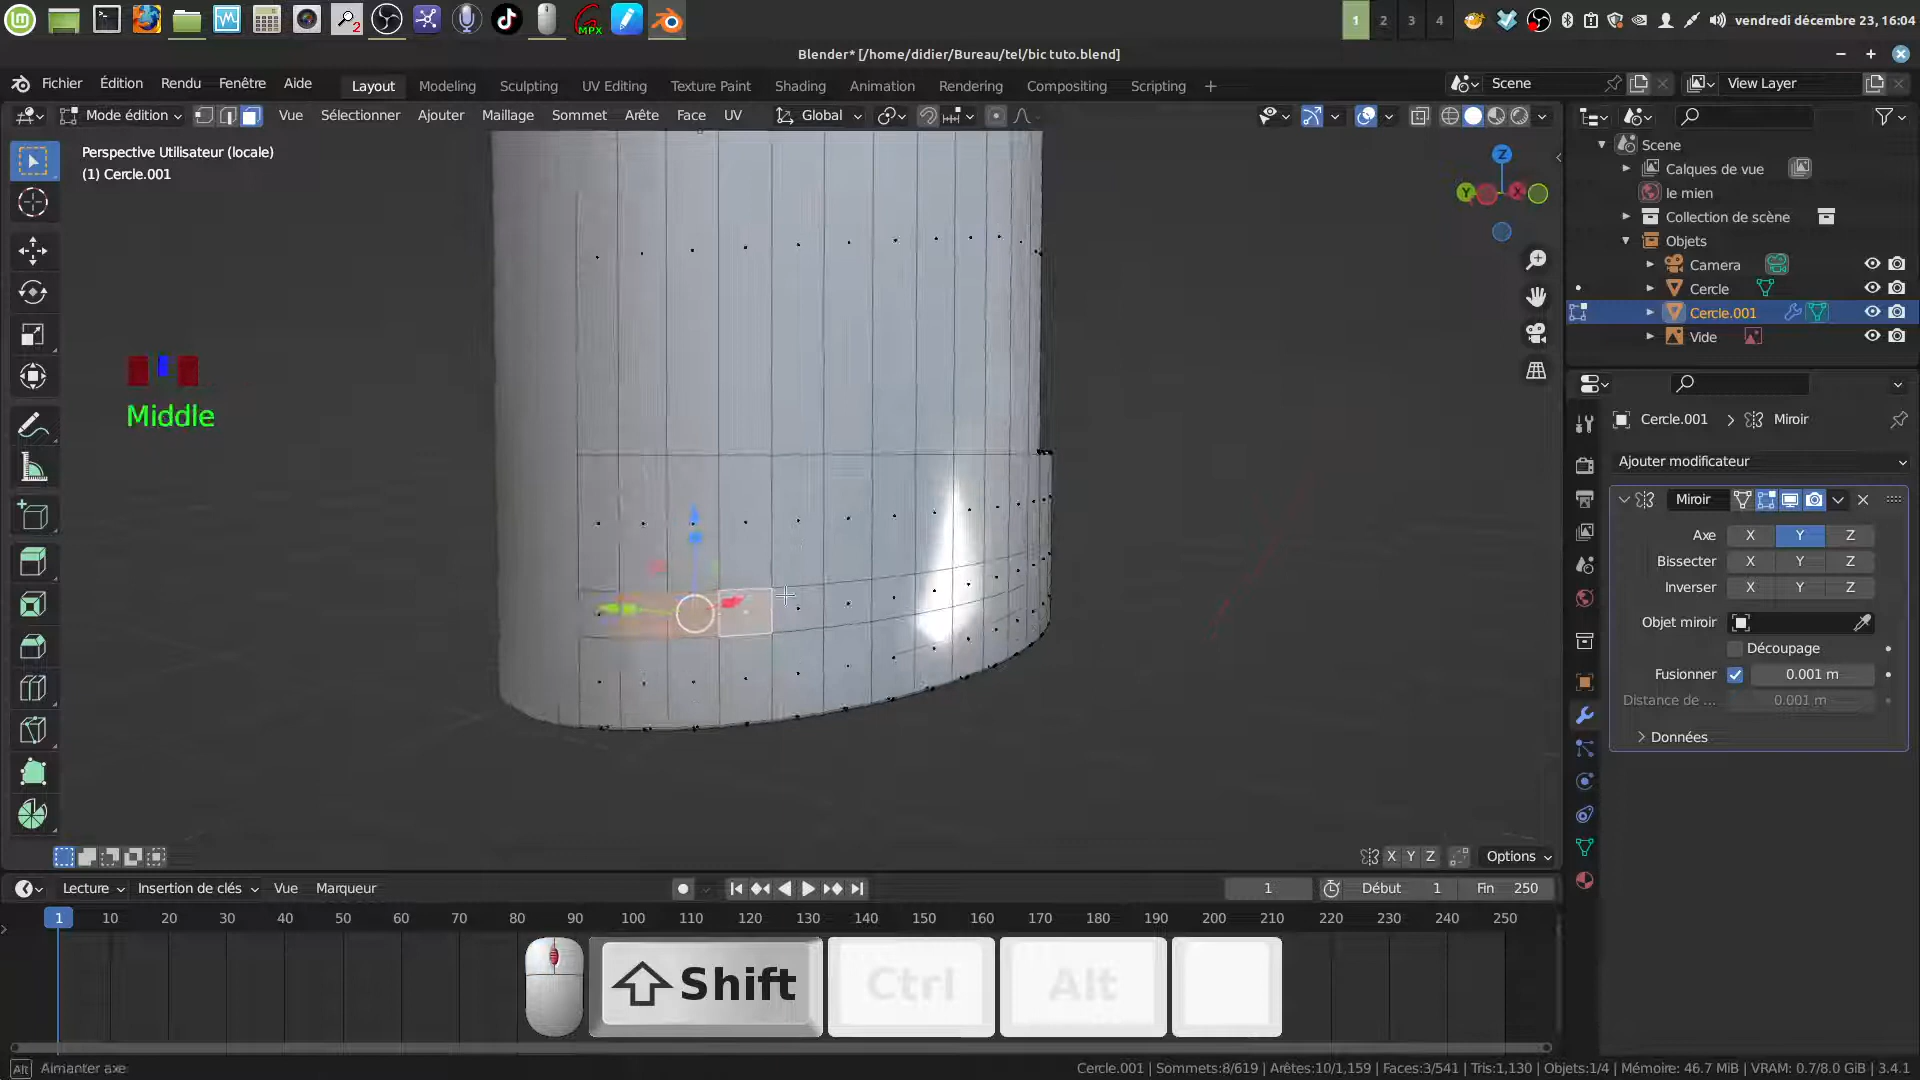 2
MPX
1 2 3 4
vendredi décembre 23, 16:04
Blender* [/home/didier/Bureau/tel/bic tuto.blend]
Fichier Édition Rendu Fenêtre Aide
Layout Modeling Sculpting UV Editing Texture Paint Shading Animation Rendering Compositing Scripting +
Scene
View Layer
Mode édition
Vue Sélectionner Ajouter Maillage Sommet Arête Face UV
Global
Perspective Utilisateur (locale)
(1) Cercle.001
Z
Y X
Middle
Scene
Calques de vue
le mien
Collection de scène
Objets
Camera
Cercle
Cercle.001
Vide
Cercle.001 > Miroir
Ajouter modificateur
Miroir
Axe X Y Z
Bissecter X Y Z
Inverser X Y Z
Objet miroir
Découpage
Fusionner 0.001 m
Distance de ... 0.001 m
Données
X Y Z Options
Lecture Insertion de clés Vue Marqueur
1 Début 1 Fin 250
1 10 20 30 40 50 60 70 80 90 100 110 120 130 140 150 160 170 180 190 200 210 220 230 240 250
Shift Ctrl Alt
Alt Aimanter axe
Cercle.001 | Sommets:8/619 | Arêtes:10/1,159 | Faces:3/541 | Tris:1,130 | Objets:1/4 | Mémoire: 46.7 MiB | VRAM: 0.7/8.0 GiB | 3.4.1